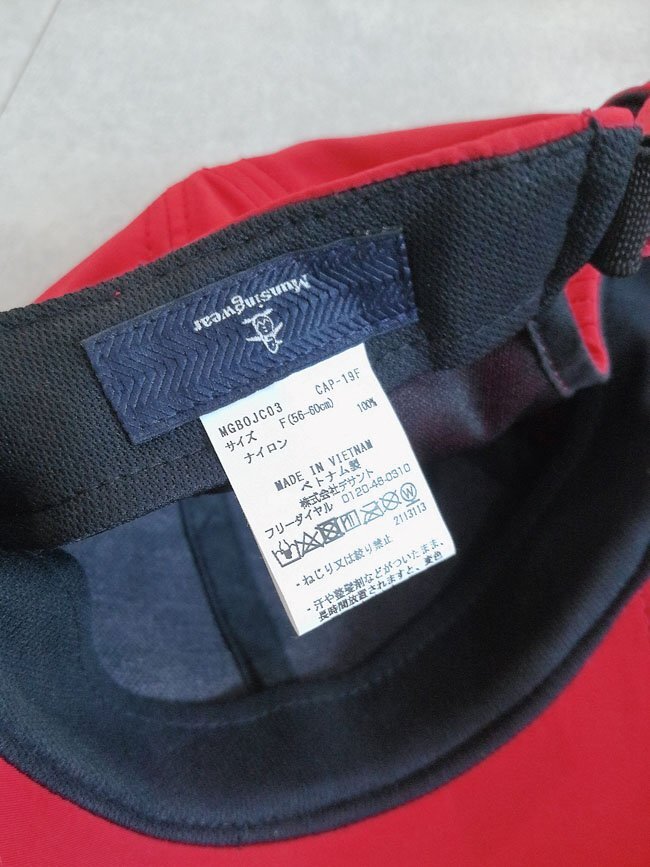 Munsingwear
MGB0JC03 CAP-19F
サイズ F(56-60cm)
ナイロン 100%
MADE IN VIETNAM
ベトナム製
株式会社デサント
フリーダイヤル 0120-46-0310
2113113
・ねじり又は絞り禁止
・汗や整髪剤などがついたまま、
長時間放置されますと、変色